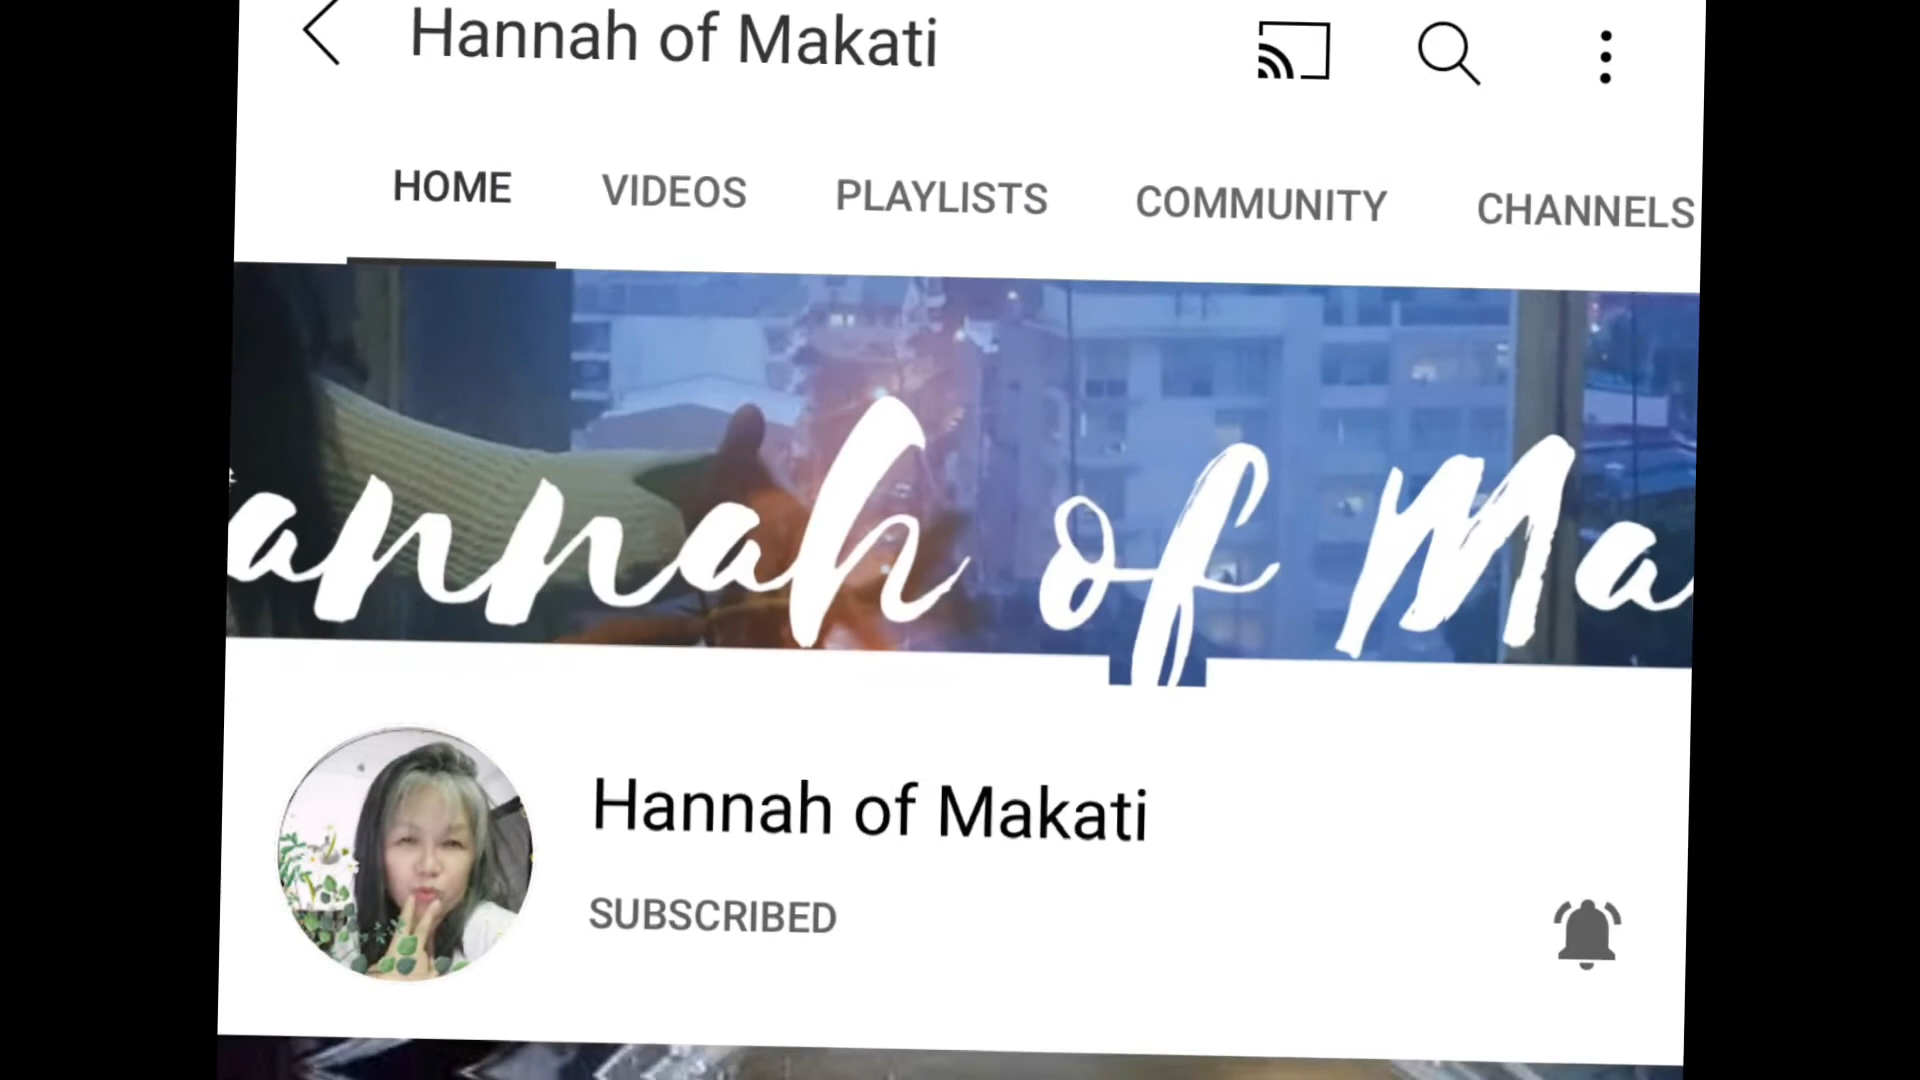 Hannah of Makati
HOME VIDEOS PLAYLISTS COMMUNITY CHANNELS
annah of Ma
Hannah of Makati
SUBSCRIBED